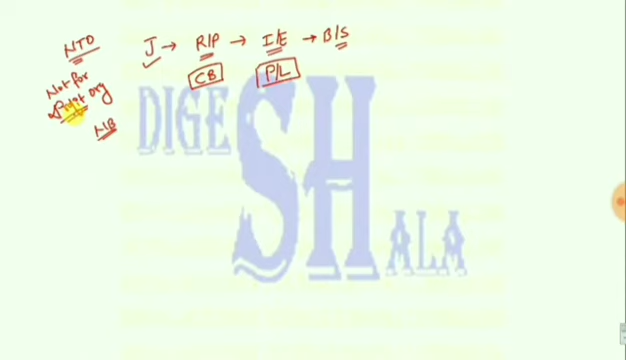 NTO J → R/P → I/E → B/S
CB P/L
Not for
Profit org
NB
DIGESHALA